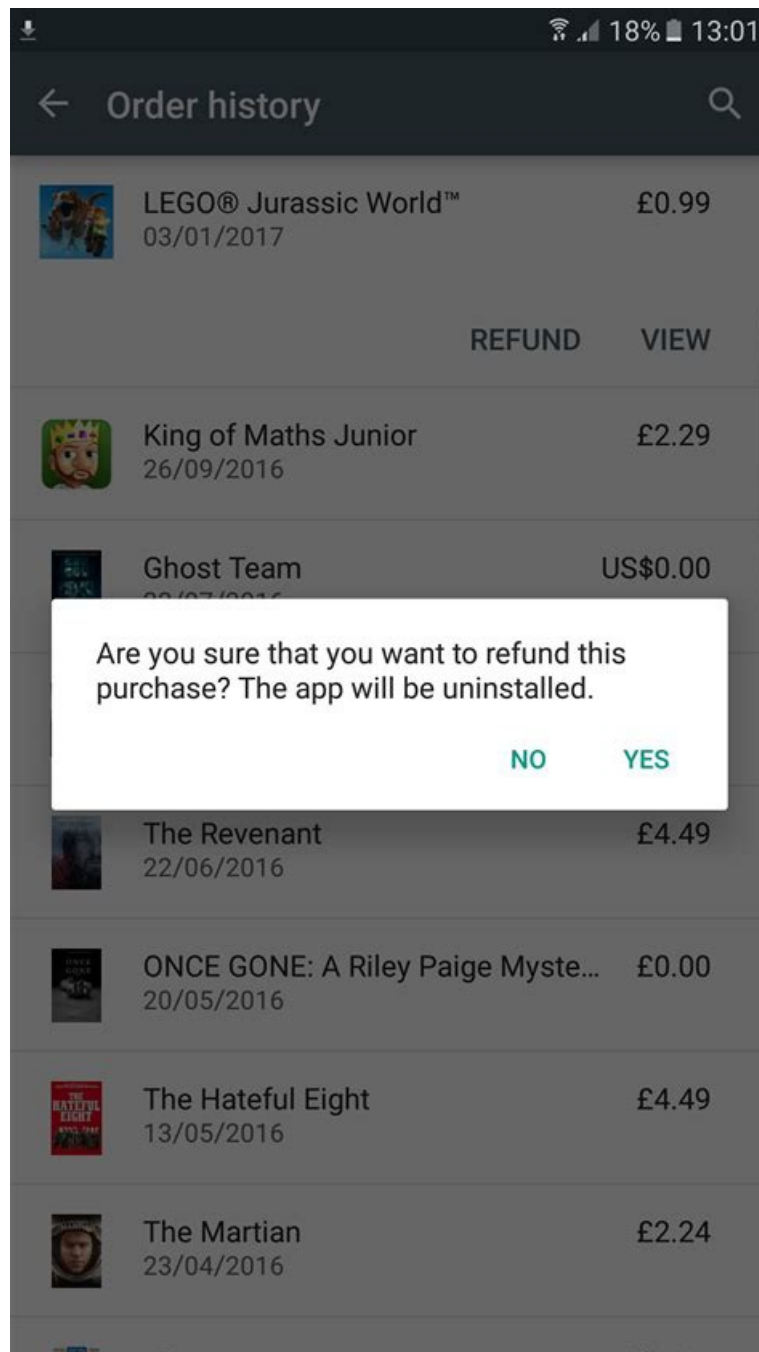 18% 13:01
Order history
LEGO® Jurassic World™ £0.99
03/01/2017
REFUND VIEW
King of Maths Junior £2.29
26/09/2016
Ghost Team US$0.00
Are you sure that you want to refund this
purchase? The app will be uninstalled.
NO YES
The Revenant £4.49
22/06/2016
ONCE GONE: A Riley Paige Myste... £0.00
20/05/2016
THE HATEFUL EIGHT
The Hateful Eight £4.49
13/05/2016
The Martian £2.24
23/04/2016